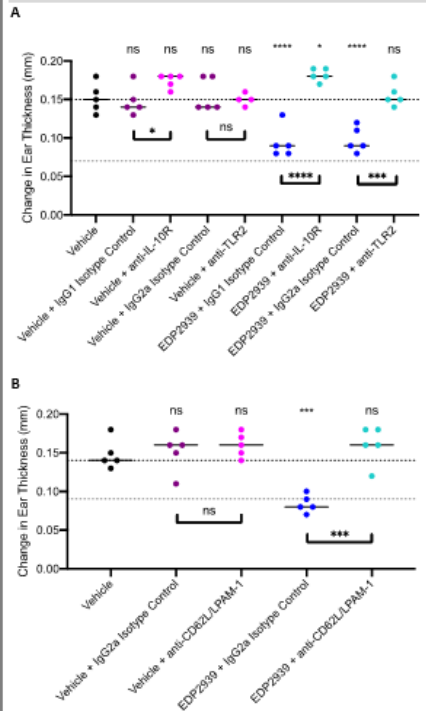 A
ns ns ns ns **** * **** ns
Change in Ear Thickness (mm)
0.20
0.15
0.10
0.05
0.00
* ns **** ***
Vehicle
Vehicle + IgG1 Isotype Control
Vehicle + anti-IL-10R
Vehicle + IgG2a Isotype Control
Vehicle + anti-TLR2
EDP2939 + IgG1 Isotype Control
EDP2939 + anti-IL-10R
EDP2939 + IgG2a Isotype Control
EDP2939 + anti-TLR2
B
ns ns *** ns
Change in Ear Thickness (mm)
0.20
0.15
0.10
0.05
0.00
ns ***
Vehicle
Vehicle + IgG2a Isotype Control
Vehicle + anti-CD62L/LPAM-1
EDP2939 + IgG2a Isotype Control
EDP2939 + anti-CD62L/LPAM-1